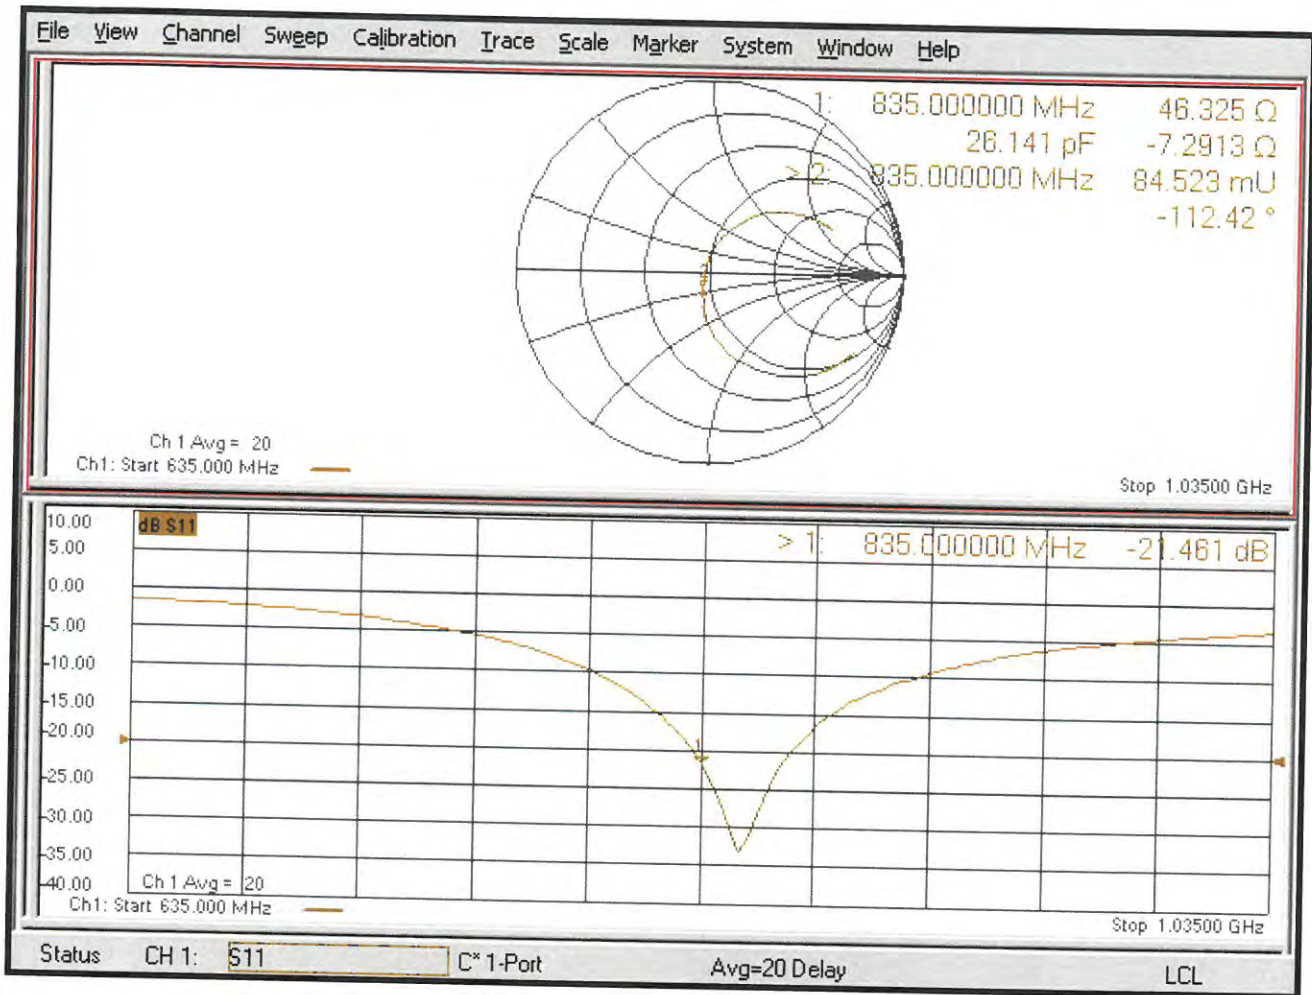 File View Channel Sweep Calibration Trace Scale Marker System Window Help
1: 835.000000 MHz 46.325 Ω
26.141 pF -7.2913 Ω
> 2: 835.000000 MHz 84.523 mU
-112.42 °
Ch 1 Avg = 20
Ch1: Start 635.000 MHz
Stop 1.03500 GHz
10.00
dB S11
> 1: 835.000000 MHz -21.461 dB
5.00
0.00
-5.00
-10.00
-15.00
-20.00
1
-25.00
-30.00
-35.00
-40.00
Ch 1 Avg = 20
Ch1: Start 635.000 MHz
Stop 1.03500 GHz
Status CH 1: S11 C* 1-Port Avg=20 Delay LCL